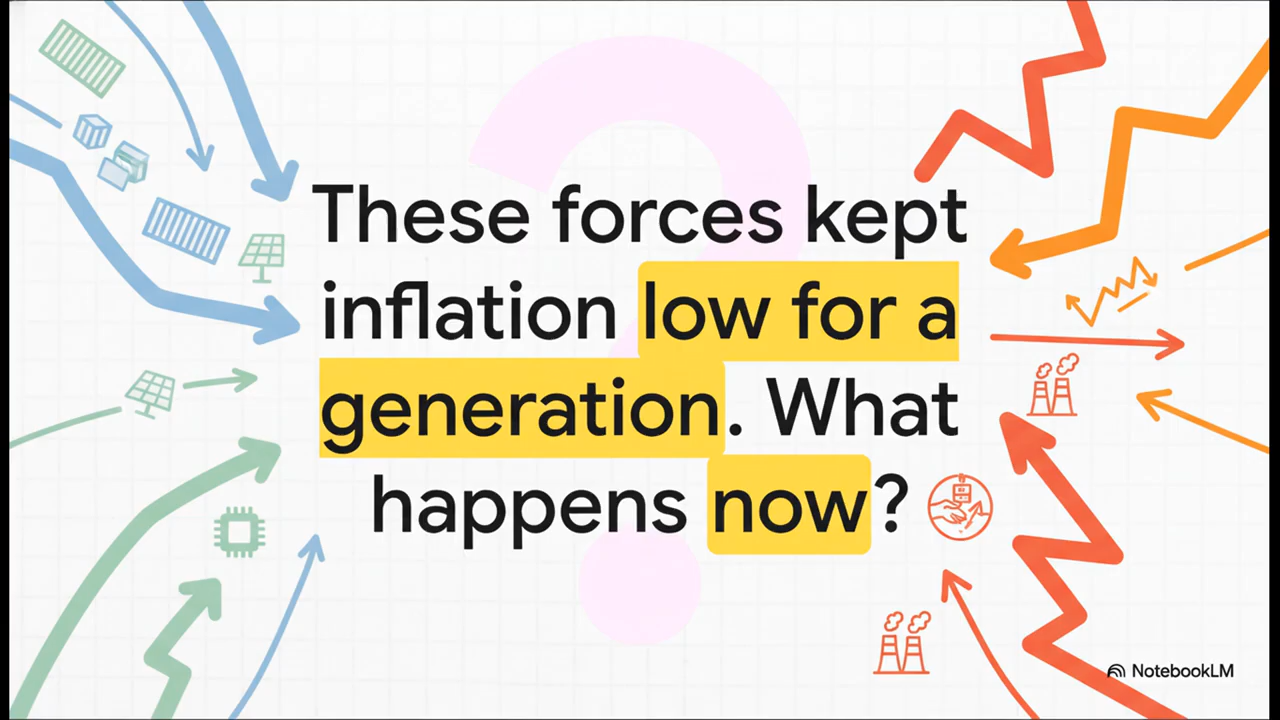 These forces kept
inflation low for a
generation. What
happens now?
NotebookLM